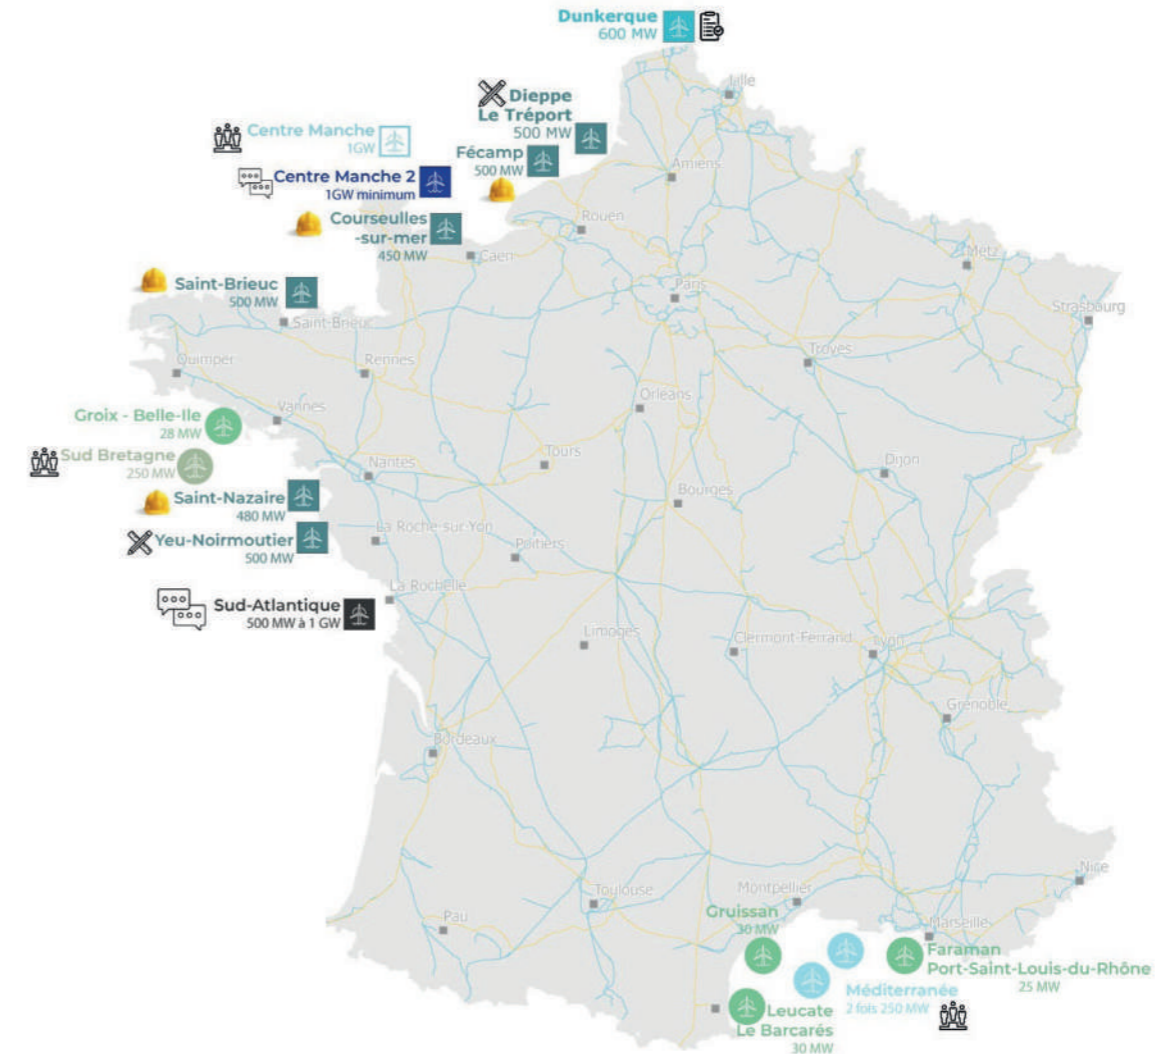 Dunkerque
600 MW
Lille
Dieppe
Le Tréport
500 MW
Centre Manche
1GW
Fécamp
500 MW
Amiens
Centre Manche 2
1GW minimum
Rouen
Courseulles
-sur-mer
450 MW
Caen
Metz
Saint-Brieuc
500 MW
Paris
Strasbourg
Saint-Brieuc
Quimper
Rennes
Troyes
Orléans
Vannes
Groix - Belle-Ile
28 MW
Sud Bretagne
250 MW
Nantes
Tours
Dijon
Saint-Nazaire
480 MW
Bourges
Yeu-Noirmoutier
500 MW
La Roche-sur-Yon
Poitiers
La Rochelle
Sud-Atlantique
500 MW à 1 GW
Limoges
Clermont-Ferrand
Lyon
Grenoble
Bordeaux
Nice
Toulouse
Montpellier
Pau
Gruissan
30 MW
Marseille
Faraman
Port-Saint-Louis-du-Rhône
25 MW
Méditerranée
2 fois 250 MW
Leucate
Le Barcarés
30 MW